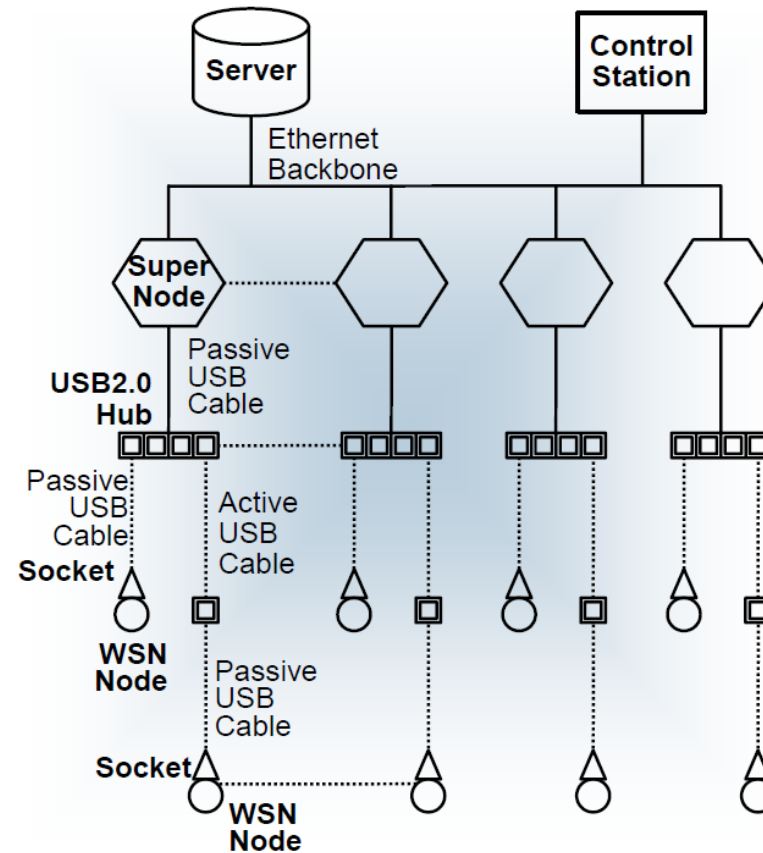 Server
Control
Station
Ethernet
Backbone
Super
Node
Passive
USB
Cable
USB2.0
Hub
Passive
USB
Cable
Active
USB
Cable
Socket
WSN
Node
Passive
USB
Cable
Socket
WSN
Node